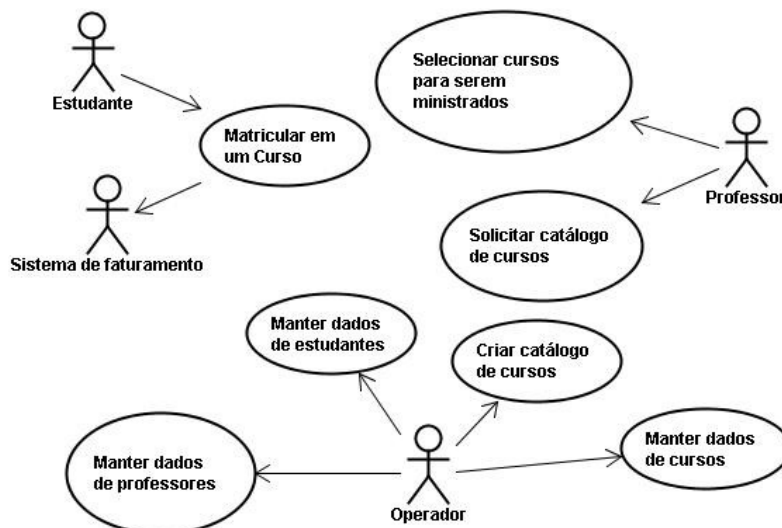 Selecionar cursos
para serem
ministrados
Estudante
Matricular em
um Curso
Professor
Sistema de faturamento
Solicitar catálogo
de cursos
Manter dados
de estudantes
Criar catálogo
de cursos
Manter dados
de professores
Manter dados
de cursos
Operador